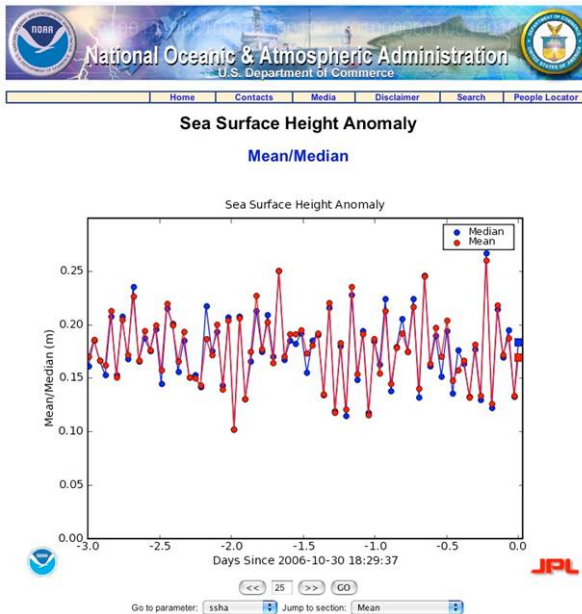 NOAA
National Oceanic & Atmospheric Administration
U.S. Department of Commerce
Home Contacts Media Disclaimer Search People Locator
Sea Surface Height Anomaly
Mean/Median
Sea Surface Height Anomaly
Median
Mean
0.25
0.20
0.15
0.10
0.05
0.00
Mean/Median (m)
-3.0 -2.5 -2.0 -1.5 -1.0 -0.5 0.0
Days Since 2006-10-30 18:29:37
JPL
<< 25 >> GO
Go to parameter: ssha Jump to section: Mean